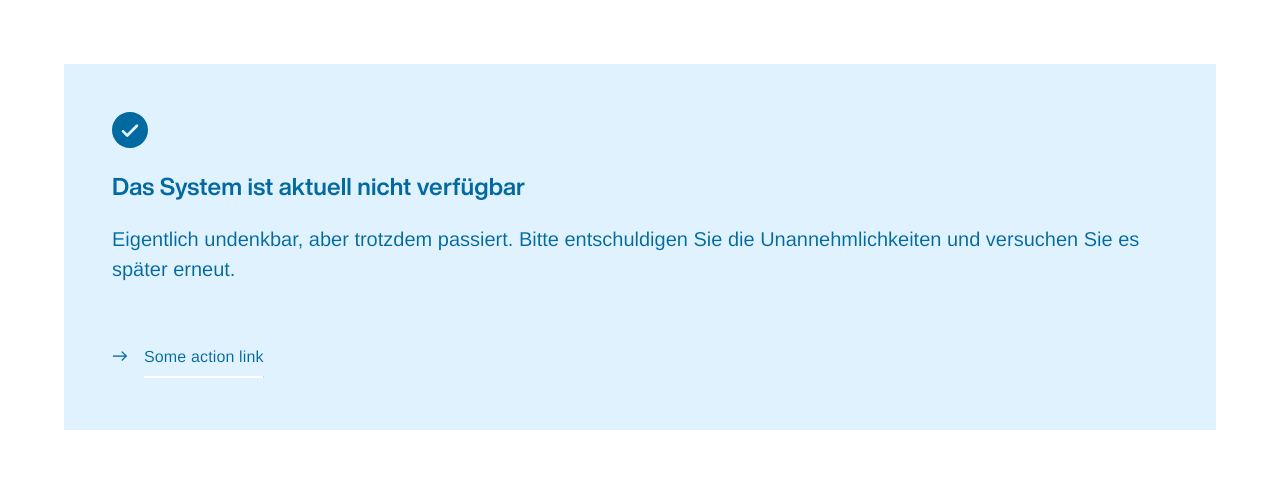 Das System ist aktuell nicht verfügbar
Eigentlich undenkbar, aber trotzdem passiert. Bitte entschuldigen Sie die Unannehmlichkeiten und versuchen Sie es
später erneut.
Some action link